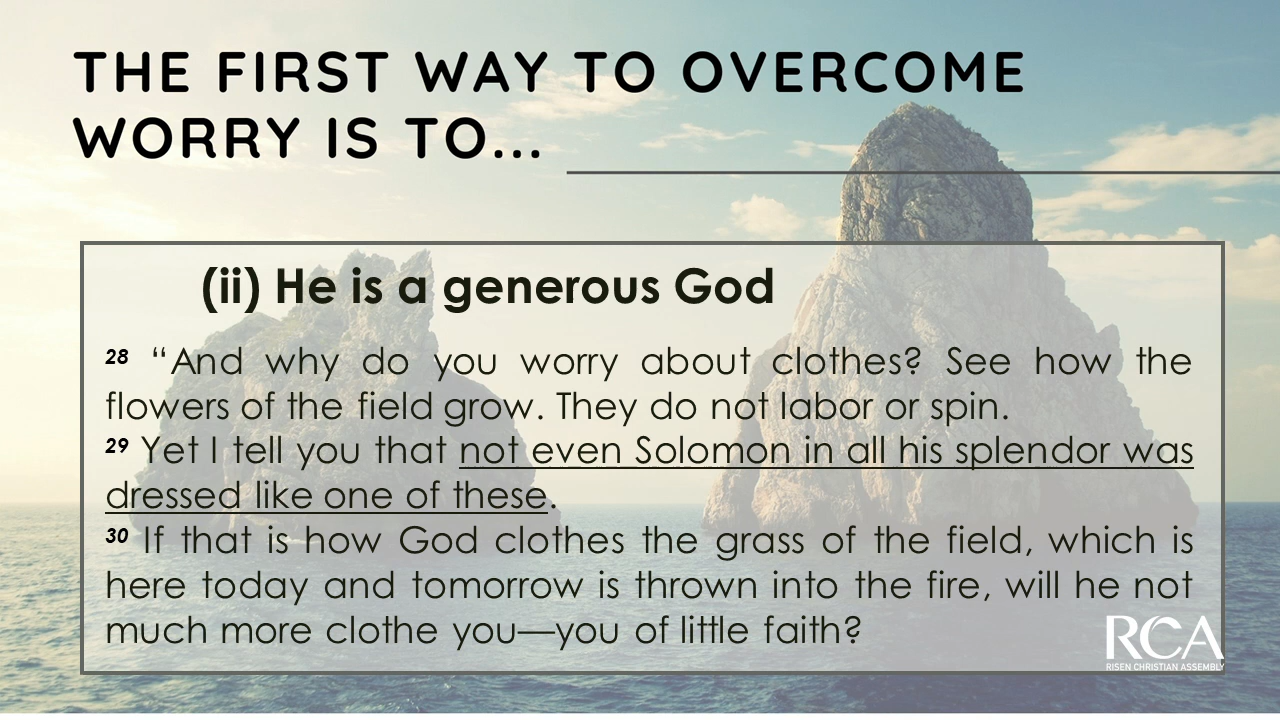 THE FIRST WAY TO OVERCOME
WORRY IS TO...
(ii) He is a generous God
28 “And why do you worry about clothes? See how the
flowers of the field grow. They do not labor or spin.
29 Yet I tell you that not even Solomon in all his splendor was
dressed like one of these.
30 If that is how God clothes the grass of the field, which is
here today and tomorrow is thrown into the fire, will he not
much more clothe you—you of little faith?
RCA
RISEN CHRISTIAN ASSEMBLY